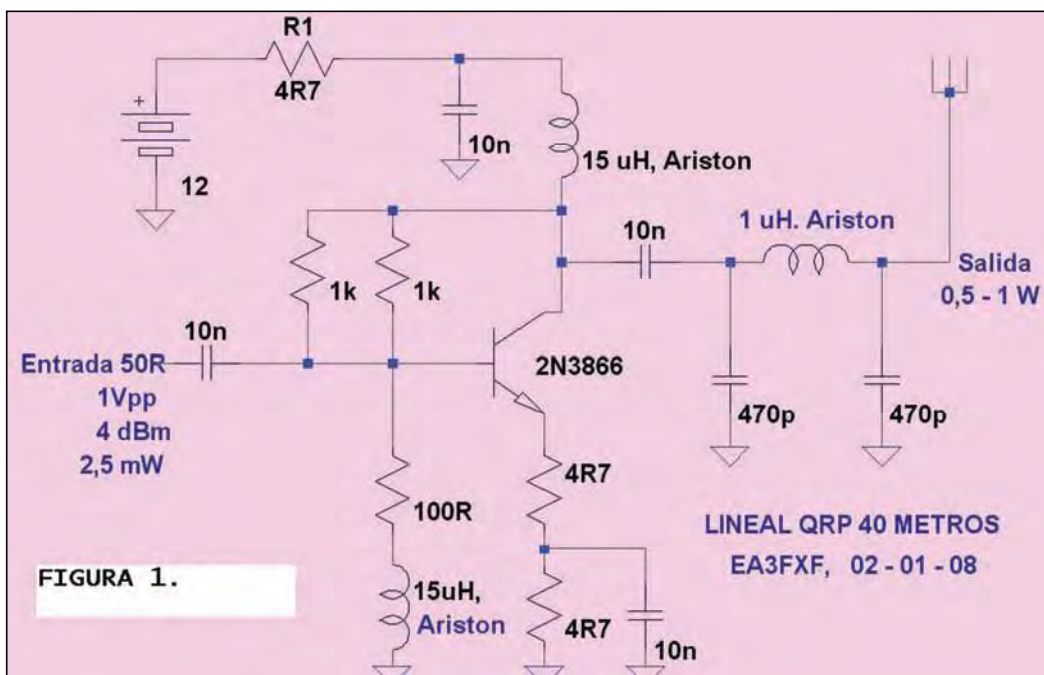 R1
4R7
+
10n
12
15 uH, Ariston
1k
1k
10n
1 uH. Ariston
Salida
0,5 - 1 W
10n
Entrada 50R
1Vpp
4 dBm
2,5 mW
2N3866
470p
470p
4R7
100R
LINEAL QRP 40 METROS
EA3FXF, 02 - 01 - 08
FIGURA 1.
15uH,
Ariston
4R7
10n